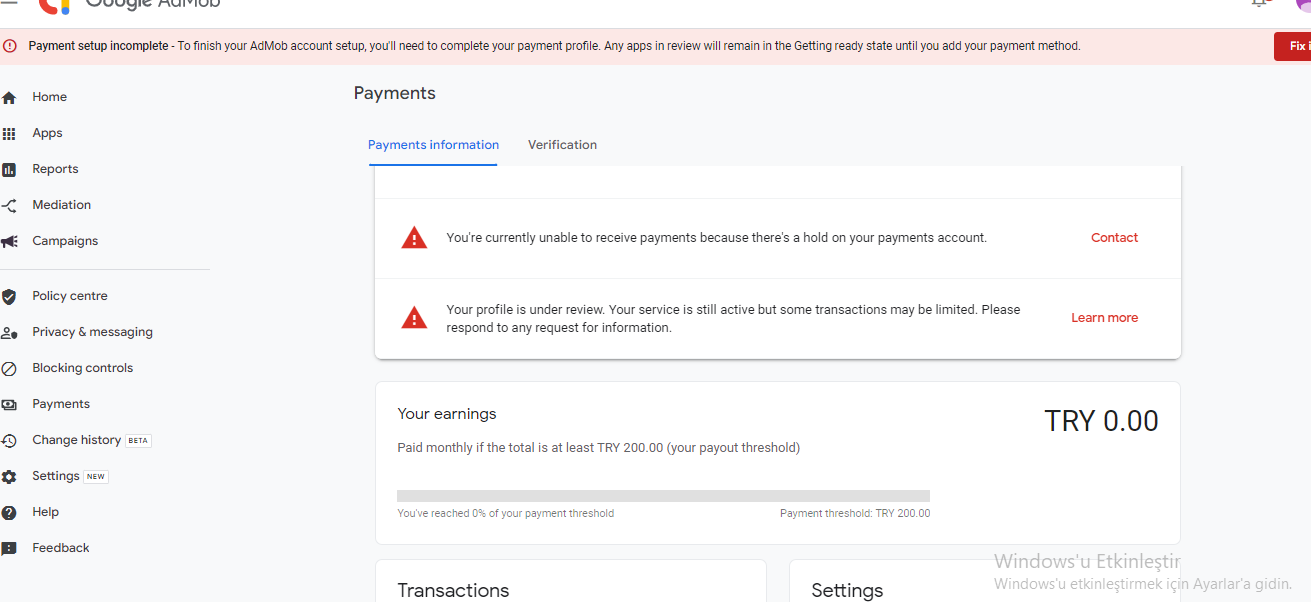 Google AdMob
Payment setup incomplete - To finish your AdMob account setup, you'll need to complete your payment profile. Any apps in review will remain in the Getting ready state until you add your payment method.
Fix
Home
Apps
Reports
Mediation
Campaigns
Policy centre
Privacy & messaging
Blocking controls
Payments
Change history BETA
Settings NEW
Help
Feedback
Payments
Payments information
Verification
You're currently unable to receive payments because there's a hold on your payments account.
Contact
Your profile is under review. Your service is still active but some transactions may be limited. Please
respond to any request for information.
Learn more
Your earnings
TRY 0.00
Paid monthly if the total is at least TRY 200.00 (your payout threshold)
You've reached 0% of your payment threshold
Payment threshold: TRY 200.00
Transactions
Settings
Windows'u Etkinleştir
Windows'u etkinleştirmek için Ayarlar'a gidin.